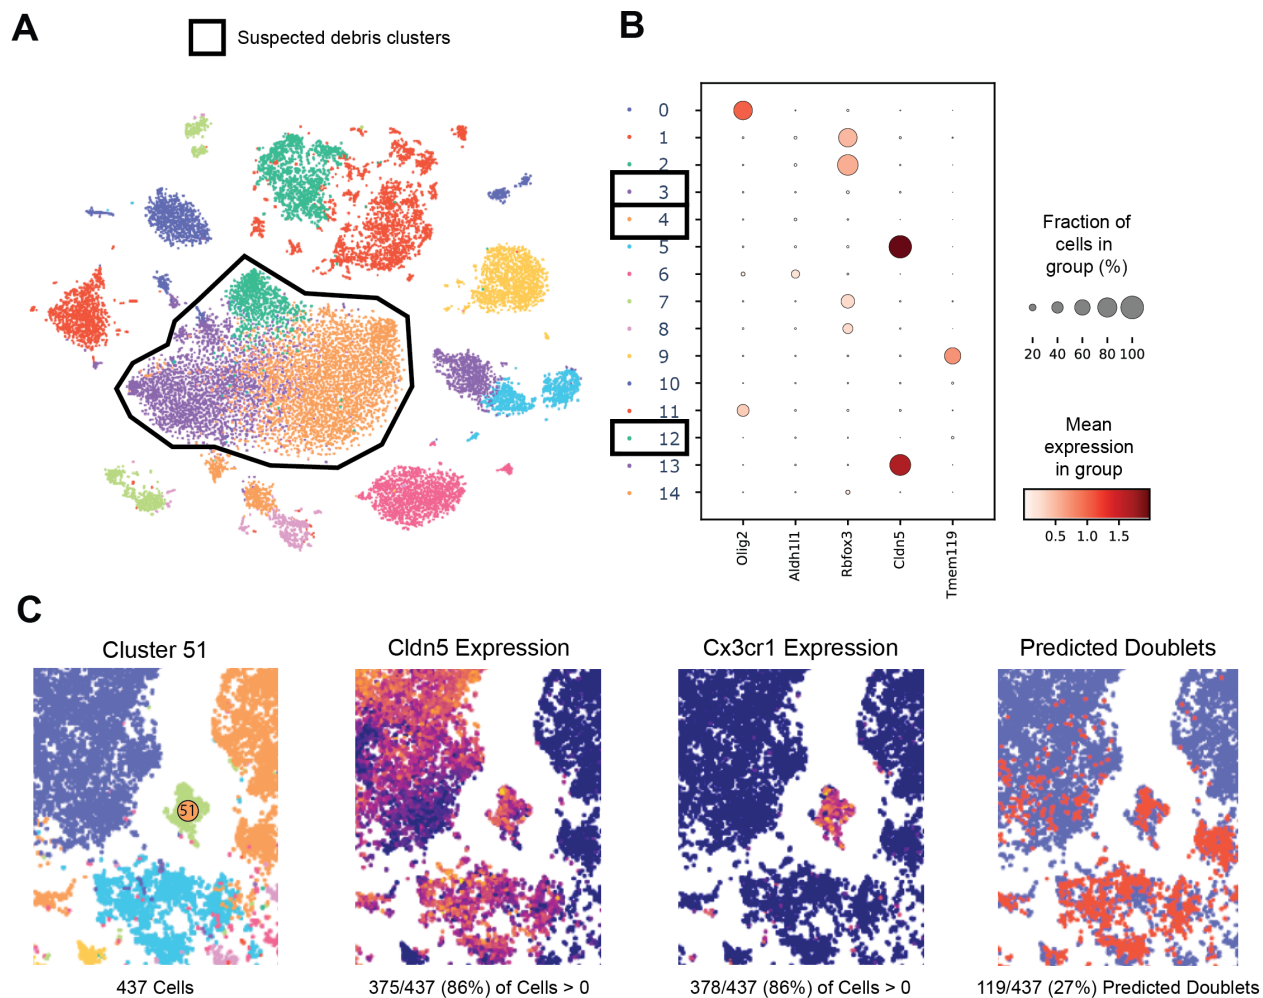 A
Suspected debris clusters
B
0
1
2
3
4
5
6
7
8
9
10
11
12
13
14
Olig2
Aldh1l1
Rbfox3
Cldn5
Tmem119
Fraction of
cells in
group (%)
20 40 60 80 100
Mean
expression
in group
0.5 1.0 1.5
C
Cluster 51
51
437 Cells
Cldn5 Expression
375/437 (86%) of Cells > 0
Cx3cr1 Expression
378/437 (86%) of Cells > 0
Predicted Doublets
119/437 (27%) Predicted Doublets